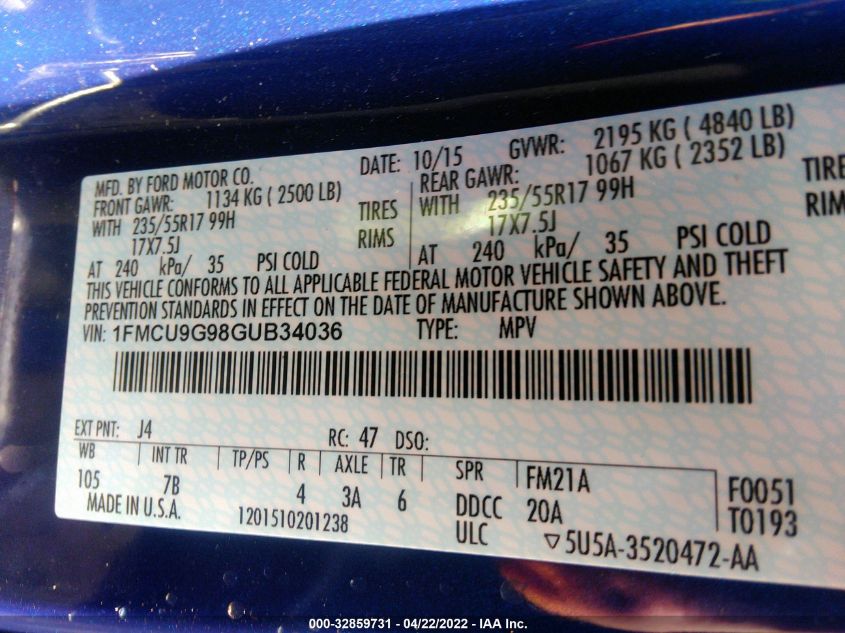 MFD. BY FORD MOTOR CO. DATE: 10/15 GVWR: 2195 KG ( 4840 LB)
FRONT GAWR: 1134 KG ( 2500 LB) REAR GAWR: 1067 KG ( 2352 LB)
WITH 235/55R17 99H TIRES WITH 235/55R17 99H TIRES
17X7.5J RIMS 17X7.5J RIM
AT 240 kPa/ 35 PSI COLD AT 240 kPa/ 35 PSI COLD
THIS VEHICLE CONFORMS TO ALL APPLICABLE FEDERAL MOTOR VEHICLE SAFETY AND THEFT
PREVENTION STANDARDS IN EFFECT ON THE DATE OF MANUFACTURE SHOWN ABOVE.
VIN: 1FMCU9G98GUB34036 TYPE: MPV
EXT PNT: J4 RC: 47 DSO:
WB INT TR TP/PS R AXLE TR SPR FM21A F0051
105 7B 4 3A 6 DDCC 20A T0193
MADE IN U.S.A. 1201510201238 ULC ▽5U5A-3520472-AA
000-32859731 - 04/22/2022 - IAA Inc.